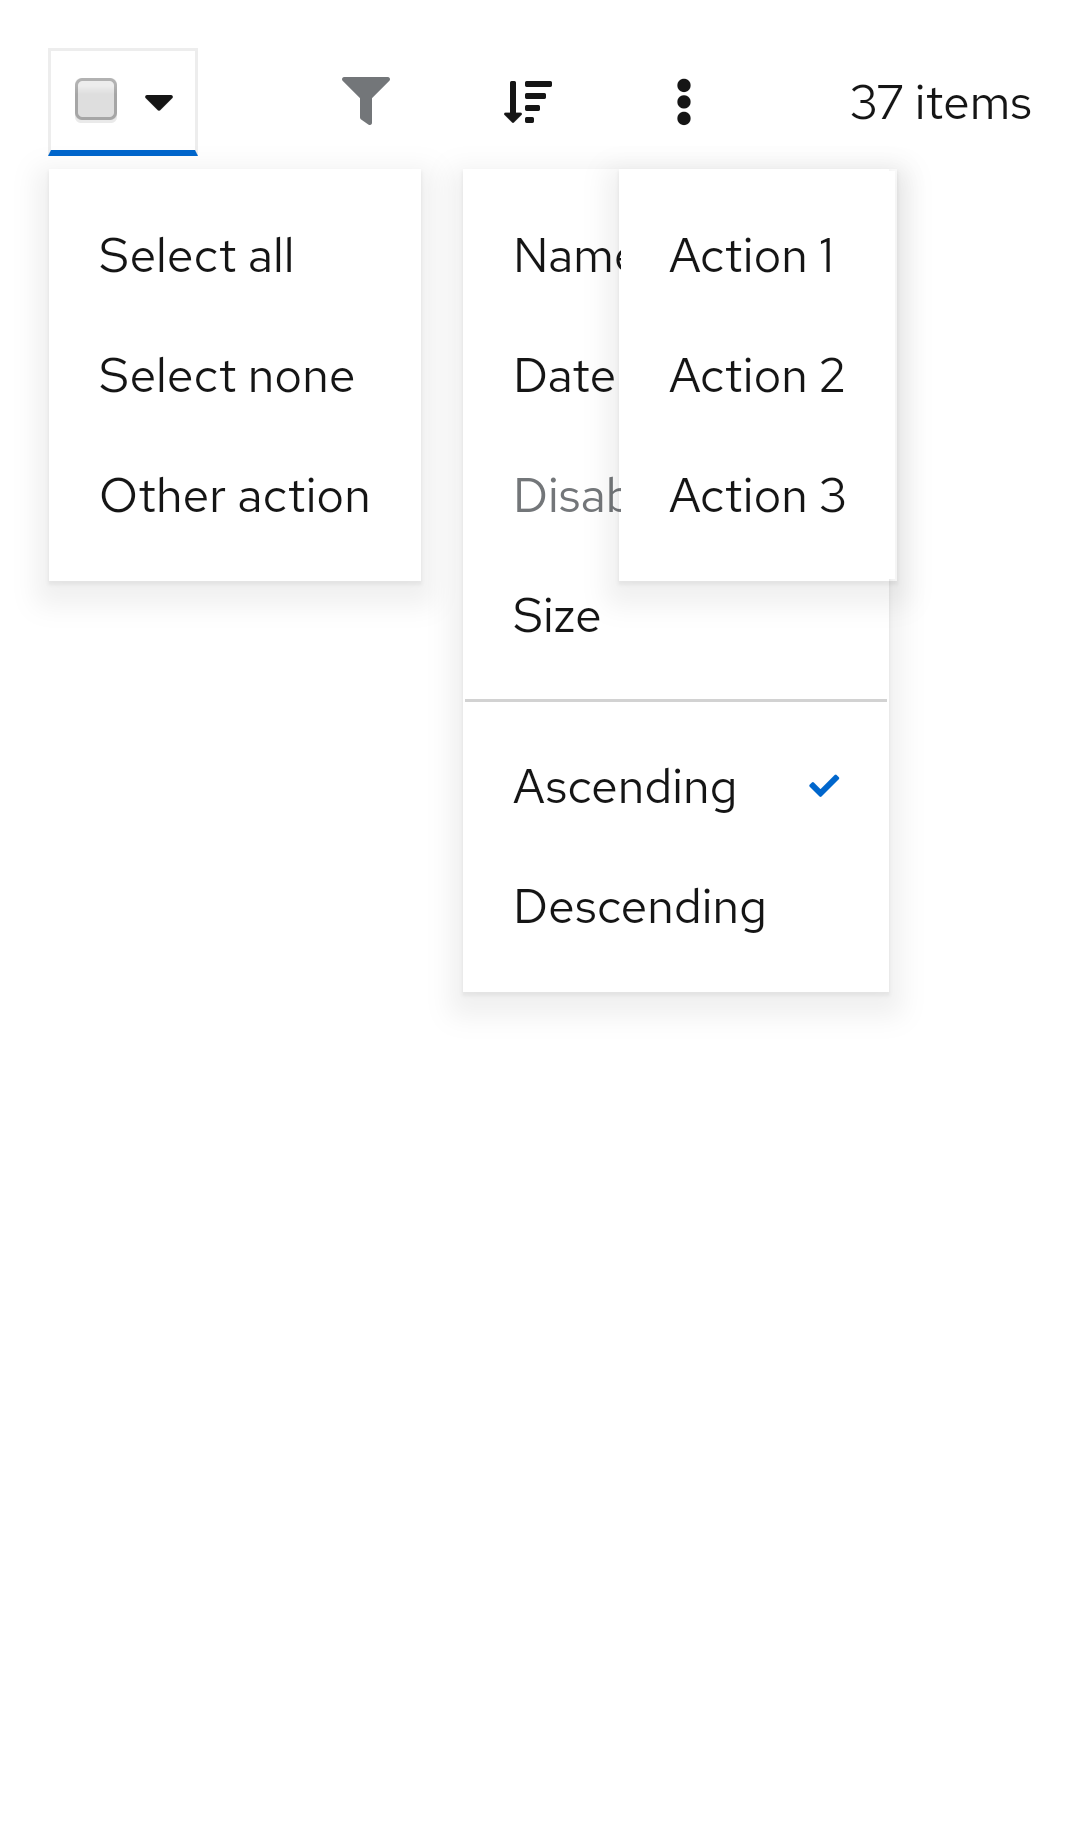 37 items
Select all
Select none
Other action
Name
Date
Disab
Size
Ascending
Descending
Action 1
Action 2
Action 3